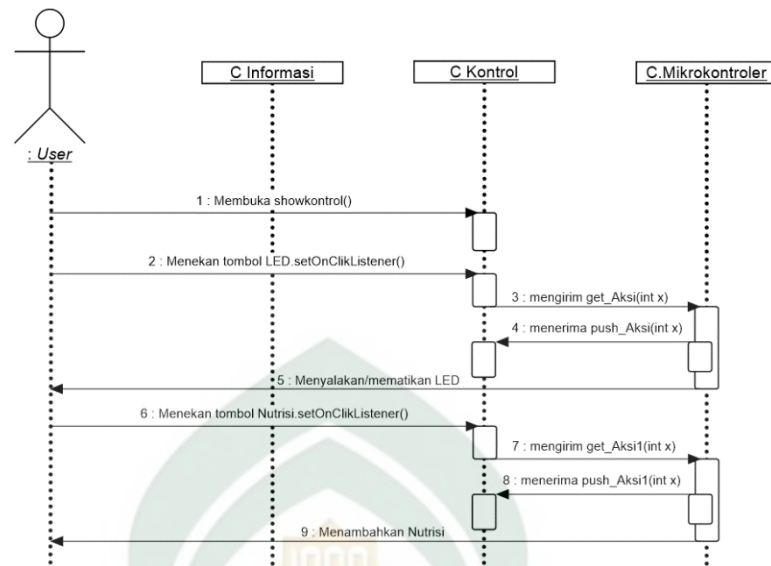 C Informasi
C Kontrol
C.Mikrokontroler
: User
1 : Membuka showkontrol()
2 : Menekan tombol LED.setOnClikListener()
3 : mengirim get_Aksi(int x)
4 : menerima push_Aksi(int x)
5 : Menyalakan/mematikan LED
6 : Menekan tombol Nutrisi.setOnClikListener()
7 : mengirim get_Aksi1(int x)
8 : menerima push_Aksi1(int x)
9 : Menambahkan Nutrisi